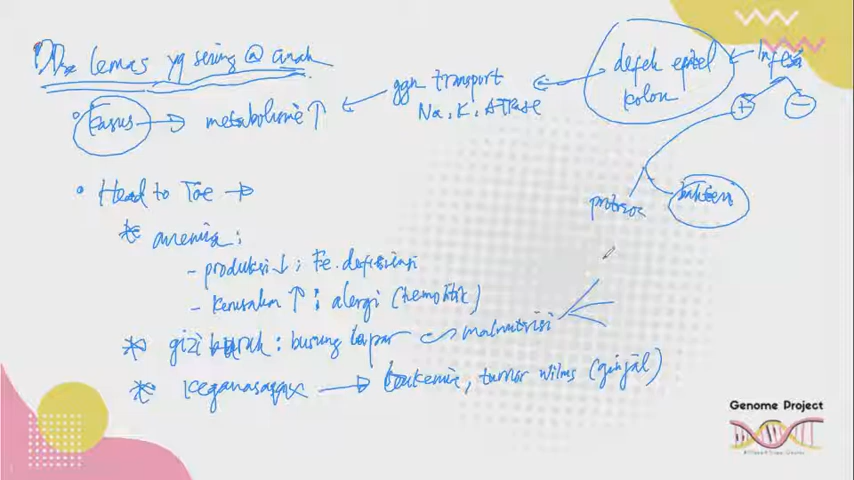 DDx lemas yg sering @ anak
Kasus → metabolisme ↑
ggn transport
Na, K, ATPase
defek epitel
kolon
Infeksi
+
-
protozoa
bakteri
• Head to Toe →
* anemia:
- produksi ↓ ; Fe. defisiensi
- kerusakan ↑ : alergi (hemolitik)
* gizi buruk : busung lapar malnutrisi
* keganasan → leukemia, tumor wilms (ginjal)
Genome Project